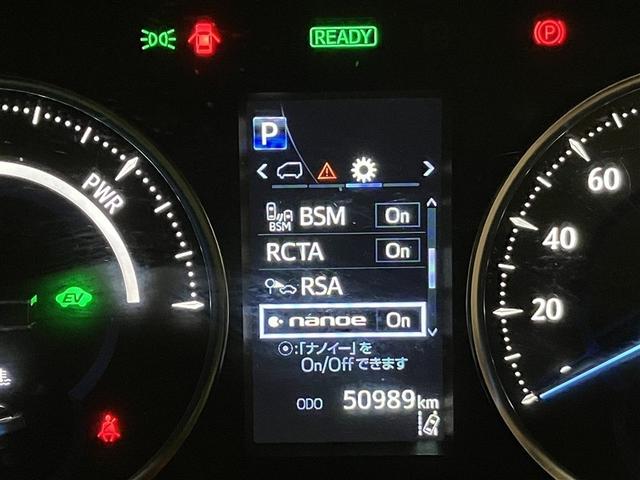 READY
P
P
PWR
BSM
BSM On
RCTA On
RSA
nanoe On
⦿:「ナノイー」を
On/Offできます
ODO 50989km
EV
60
40
20